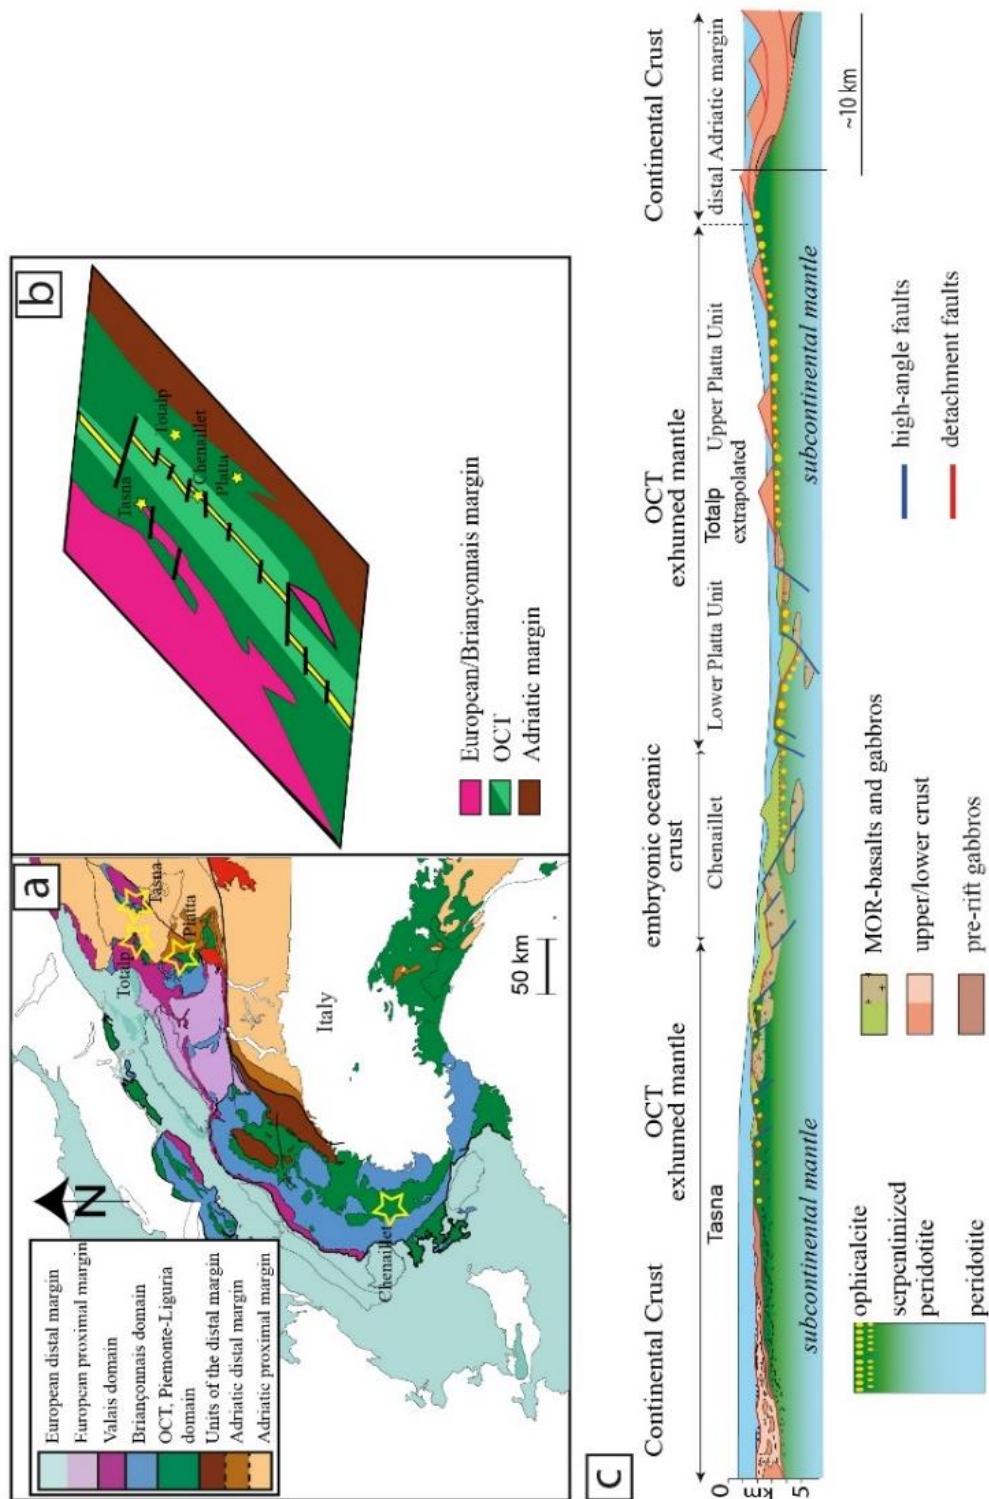 a
N
European distal margin
European proximal margin
Valais domain
Briançonnais domain
OCT, Piemonte-Liguria
domain
Units of the distal margin
Adriatic distal margin
Adriatic proximal margin
Totalp
Tasna
Platta
Italy
Chenaillet
50 km
b
Tasna
Totalp
Chenaillet
Platta
European/Briançonnais margin
OCT
Adriatic margin
c
Continental Crust
OCT
exhumed mantle
embryonic oceanic
crust
OCT
exhumed mantle
Continental Crust
Tasna
Chenaillet
Lower Platta Unit
Totalp
extrapolated
Upper Platta Unit
distal Adriatic margin
0
km
5
subcontinental mantle
subcontinental mantle
~10 km
ophicalcite
serpentinized
peridotite
peridotite
MOR-basalts and gabbros
upper/lower crust
pre-rift gabbros
high-angle faults
detachment faults